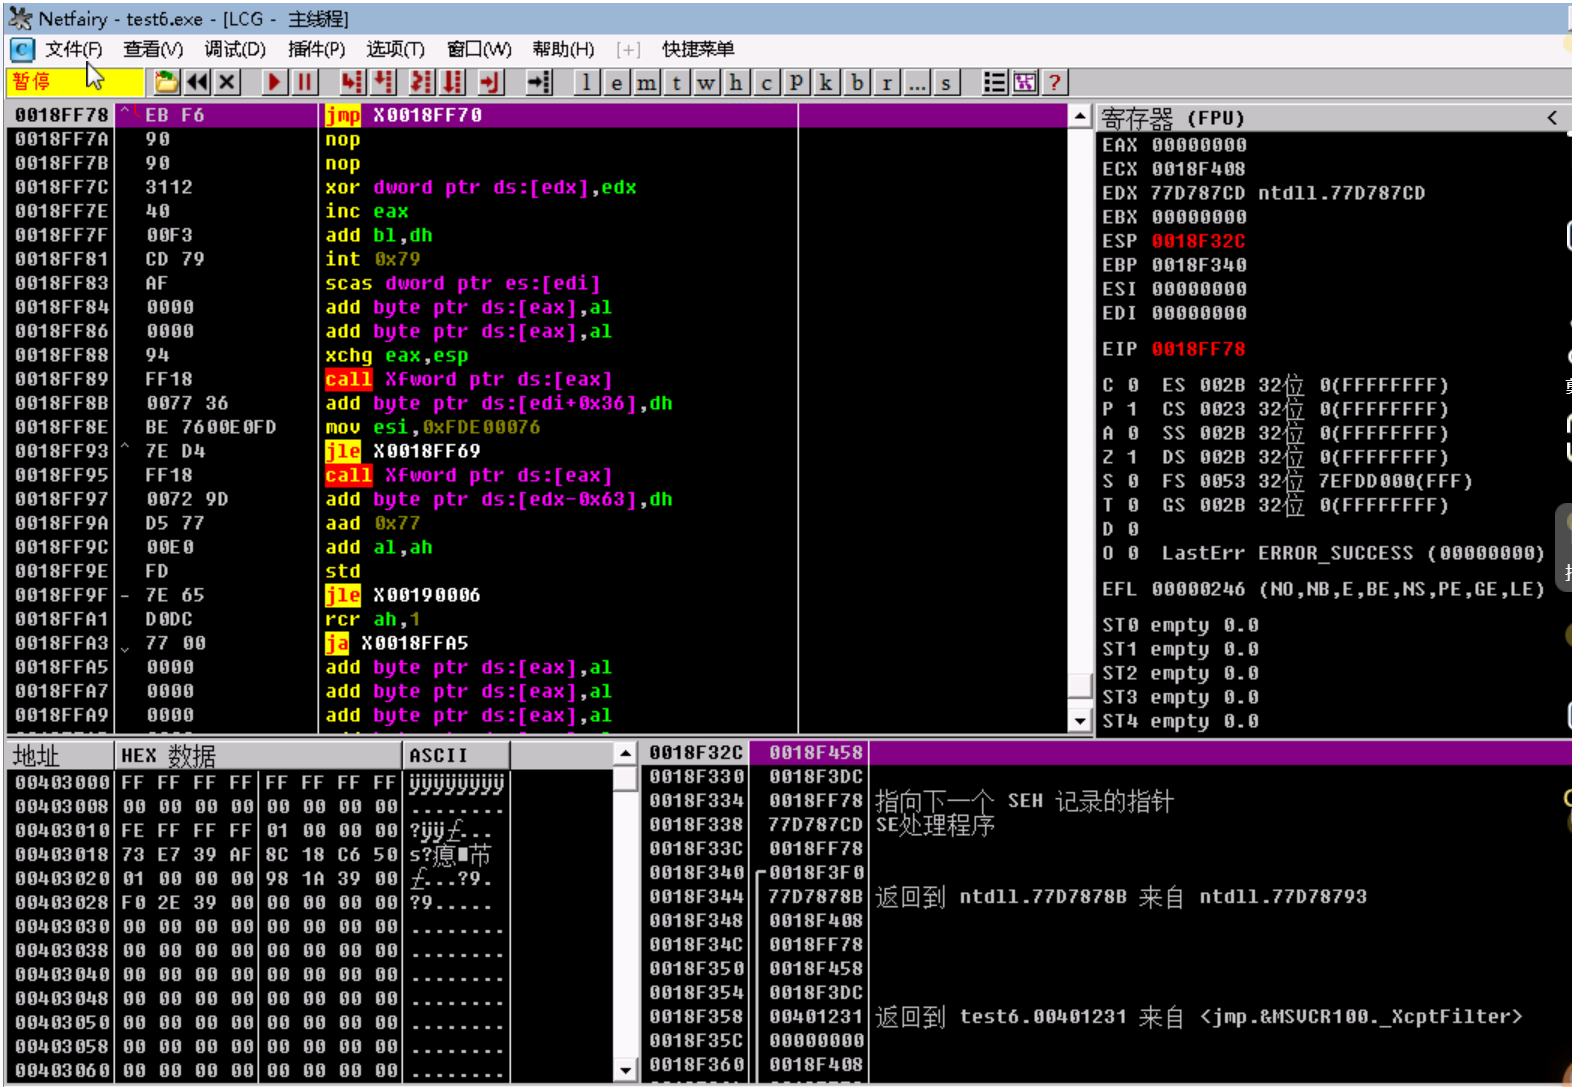 Netfairy - test6.exe - [LCG - 主线程]
文件(F) 查看(V) 调试(D) 插件(P) 选项(T) 窗口(W) 帮助(H) [+] 快捷菜单
暂停 l e m t w h c P k b r ... s ?
0018FF78 ^ EB F6 jmp X0018FF70
0018FF7A 90 nop
0018FF7B 90 nop
0018FF7C 3112 xor dword ptr ds:[edx],edx
0018FF7E 40 inc eax
0018FF7F 00F3 add bl,dh
0018FF81 CD 79 int 0x79
0018FF83 AF scas dword ptr es:[edi]
0018FF84 0000 add byte ptr ds:[eax],al
0018FF86 0000 add byte ptr ds:[eax],al
0018FF88 94 xchg eax,esp
0018FF89 FF18 call Xfword ptr ds:[eax]
0018FF8B 0077 36 add byte ptr ds:[edi+0x36],dh
0018FF8E BE 7600E0FD mov esi,0xFDE00076
0018FF93 ^ 7E D4 jle X0018FF69
0018FF95 FF18 call Xfword ptr ds:[eax]
0018FF97 0072 9D add byte ptr ds:[edx-0x63],dh
0018FF9A D5 77 aad 0x77
0018FF9C 00E0 add al,ah
0018FF9E FD std
0018FF9F - 7E 65 jle X00190006
0018FFA1 D0DC rcr ah,1
0018FFA3 77 00 ja X0018FFA5
0018FFA5 0000 add byte ptr ds:[eax],al
0018FFA7 0000 add byte ptr ds:[eax],al
0018FFA9 0000 add byte ptr ds:[eax],al
寄存器 (FPU) <
EAX 00000000
ECX 0018F408
EDX 77D787CD ntdll.77D787CD
EBX 00000000
ESP 0018F32C
EBP 0018F340
ESI 00000000
EDI 00000000
EIP 0018FF78
C 0 ES 002B 32位 0(FFFFFFFF)
P 1 CS 0023 32位 0(FFFFFFFF)
A 0 SS 002B 32位 0(FFFFFFFF)
Z 1 DS 002B 32位 0(FFFFFFFF)
S 0 FS 0053 32位 7EFDD000(FFF)
T 0 GS 002B 32位 0(FFFFFFFF)
D 0
O 0 LastErr ERROR_SUCCESS (00000000)
EFL 00000246 (NO,NB,E,BE,NS,PE,GE,LE)
ST0 empty 0.0
ST1 empty 0.0
ST2 empty 0.0
ST3 empty 0.0
ST4 empty 0.0
地址 HEX 数据 ASCII
00403000 FF FF FF FF FF FF FF FF ÿÿÿÿÿÿÿÿ
00403008 00 00 00 00 00 00 00 00 ........
00403010 FE FF FF FF 01 00 00 00 ?ÿÿ...
00403018 73 E7 39 AF 8C 18 C6 50 s?
00403020 01 00 00 00 98 1A 39 00 ...?9.
00403028 F0 2E 39 00 00 00 00 00 ?9.....
00403030 00 00 00 00 00 00 00 00 ........
00403038 00 00 00 00 00 00 00 00 ........
00403040 00 00 00 00 00 00 00 00 ........
00403048 00 00 00 00 00 00 00 00 ........
00403050 00 00 00 00 00 00 00 00 ........
00403058 00 00 00 00 00 00 00 00 ........
00403060 00 00 00 00 00 00 00 00 ........
0018F32C 0018F458
0018F330 0018F3DC
0018F334 0018FF78 指向下一个 SEH 记录的指针
0018F338 77D787CD SE处理程序
0018F33C 0018FF78
0018F340 0018F3F0
0018F344 77D7878B 返回到 ntdll.77D7878B 来自 ntdll.77D78793
0018F348 0018F408
0018F34C 0018FF78
0018F350 0018F458
0018F354 0018F3DC
0018F358 00401231 返回到 test6.00401231 来自 <jmp.&MSVCR100._XcptFilter>
0018F35C 00000000
0018F360 0018F408